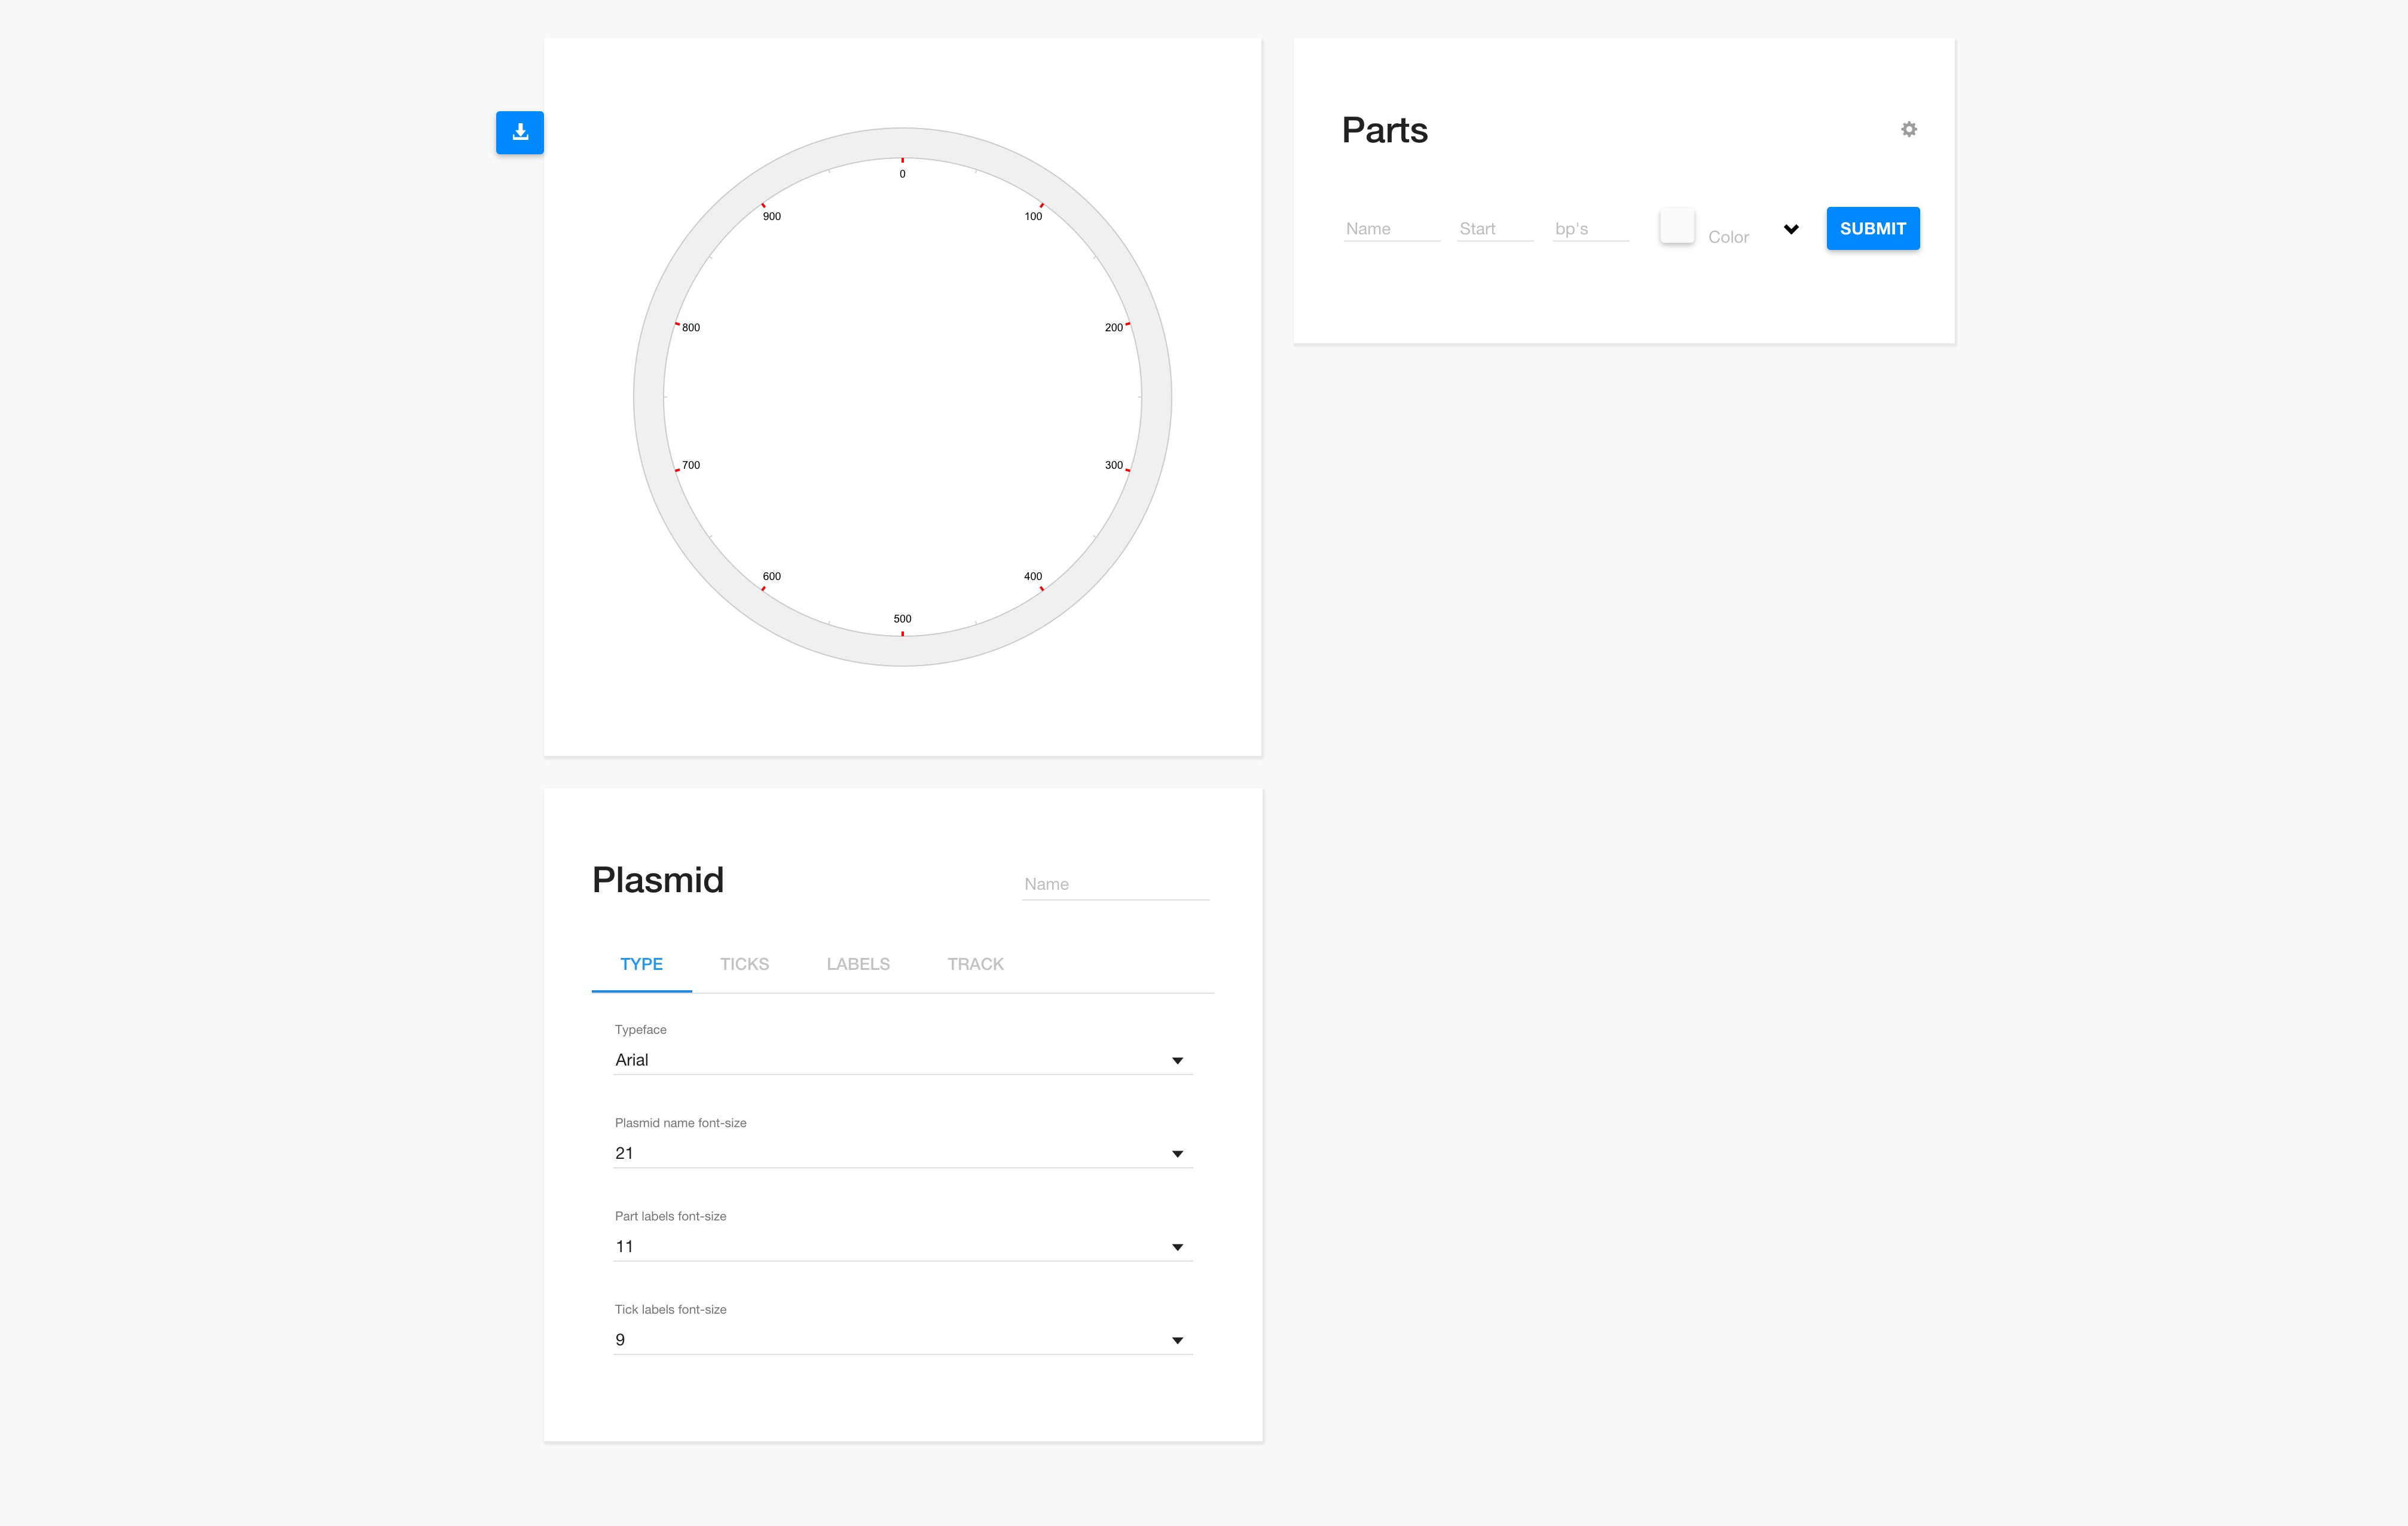 0
900
100
800
200
700
300
600
400
500
Parts
Name Start bp's Color SUBMIT
Plasmid Name
TYPE TICKS LABELS TRACK
Typeface
Arial
Plasmid name font-size
21
Part labels font-size
11
Tick labels font-size
9